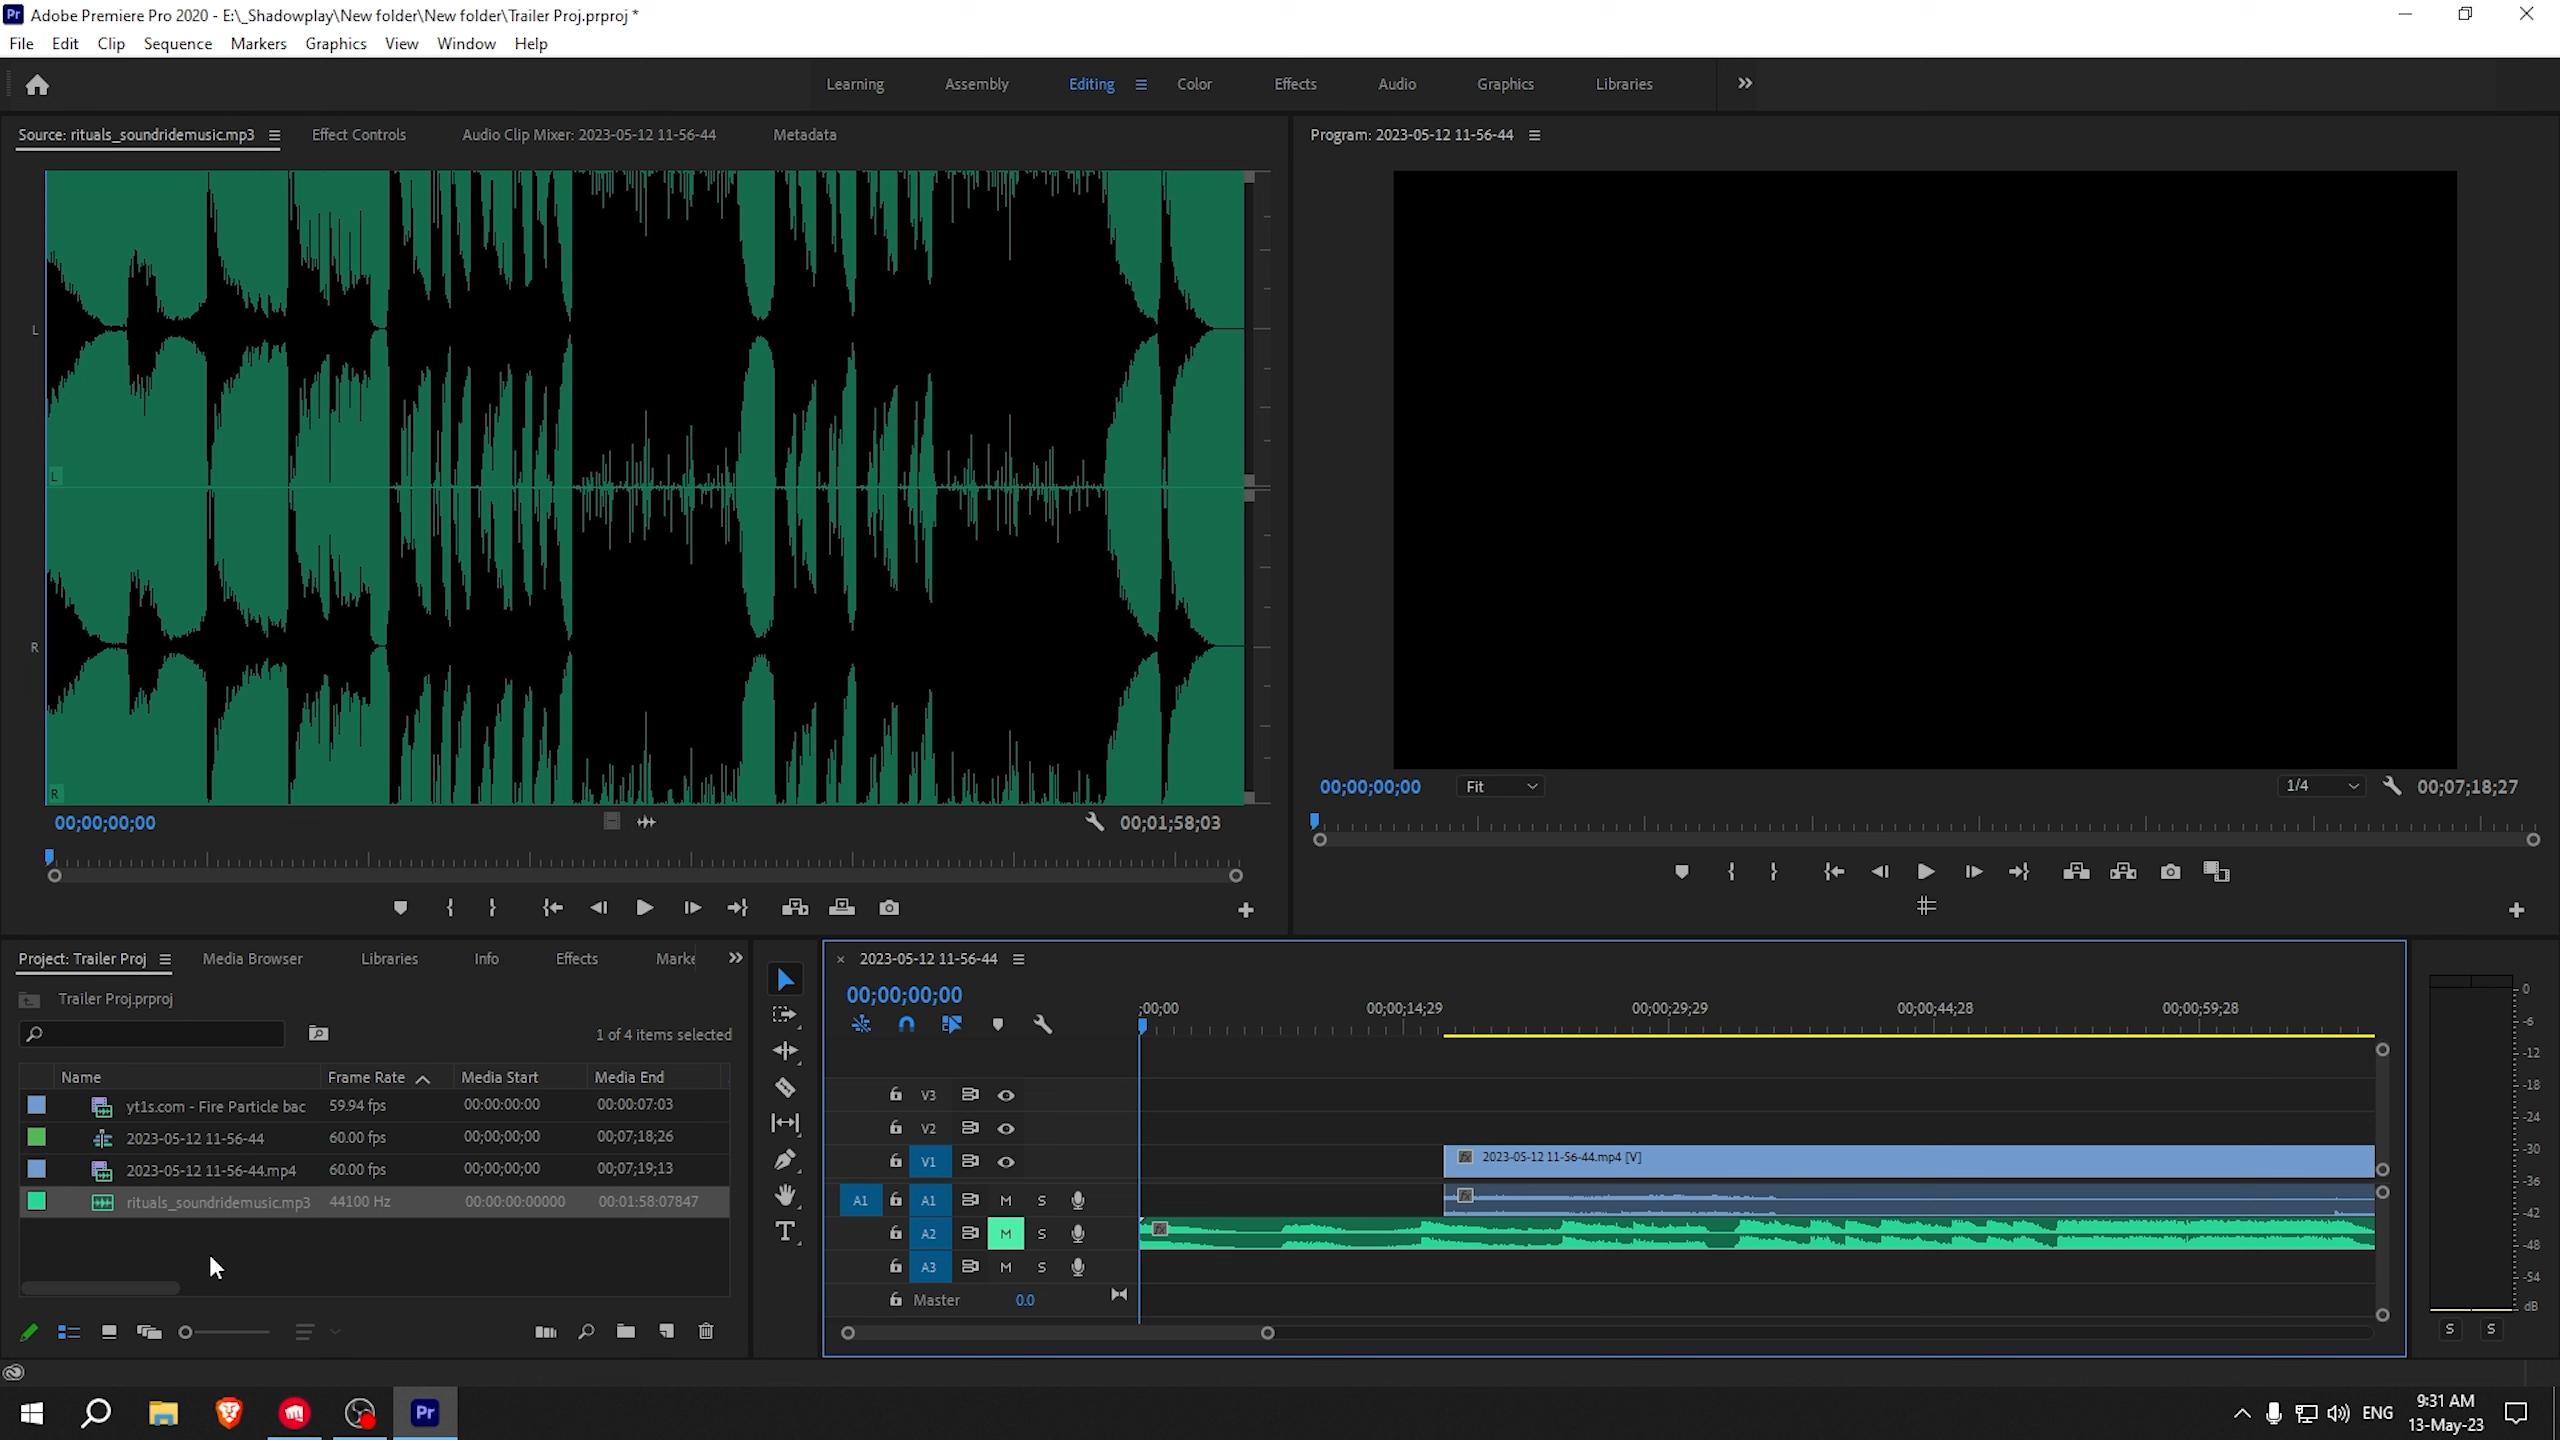 Pr Adobe Premiere Pro 2020 - E:\_Shadowplay\New folder\New folder\Trailer Proj.prproj *
File Edit Clip Sequence Markers Graphics View Window Help
Learning Assembly Editing Color Effects Audio Graphics Libraries
Source: rituals_soundridemusic.mp3 Effect Controls Audio Clip Mixer: 2023-05-12 11-56-44 Metadata
Program: 2023-05-12 11-56-44
L
L
R
R
00;00;00;00 00;01;58;03
00;00;00;00 Fit 1/4 00;07;18;27
Project: Trailer Proj Media Browser Libraries Info Effects Marke
Trailer Proj.prproj
1 of 4 items selected
Name Frame Rate Media Start Media End
yt1s.com - Fire Particle bac 59.94 fps 00:00:00:00 00:00:07:03
2023-05-12 11-56-44 60.00 fps 00;00;00;00 00;07;18;26
2023-05-12 11-56-44.mp4 60.00 fps 00;00;00;00 00;07;19;13
rituals_soundridemusic.mp3 44100 Hz 00:00:00:00000 00:01:58:07847
2023-05-12 11-56-44
00;00;00;00
;00;00 00;00;14;29 00;00;29;29 00;00;44;28 00;00;59;28
V3
V2
V1 fx 2023-05-12 11-56-44.mp4 [V]
A1 A1 M S fx
A2 M S fx
A3 M S
Master 0.0
0
-6
-12
-18
-24
-30
-36
-42
-48
-54
dB
S S
Pr
ENG
9:31 AM
13-May-23